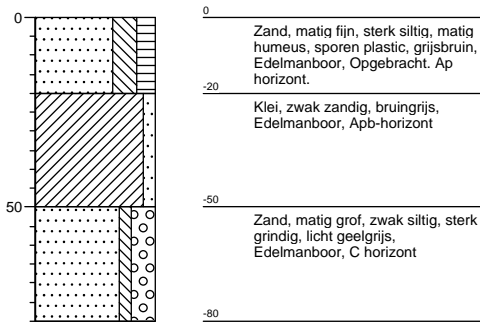 0
0
Zand, matig fijn, sterk siltig, matig
humeus, sporen plastic, grijsbruin,
Edelmanboor, Opgebracht. Ap
horizont.
-20
Klei, zwak zandig, bruingrijs,
Edelmanboor, Apb-horizont
50
-50
Zand, matig grof, zwak siltig, sterk
grindig, licht geelgrijs,
Edelmanboor, C horizont
-80